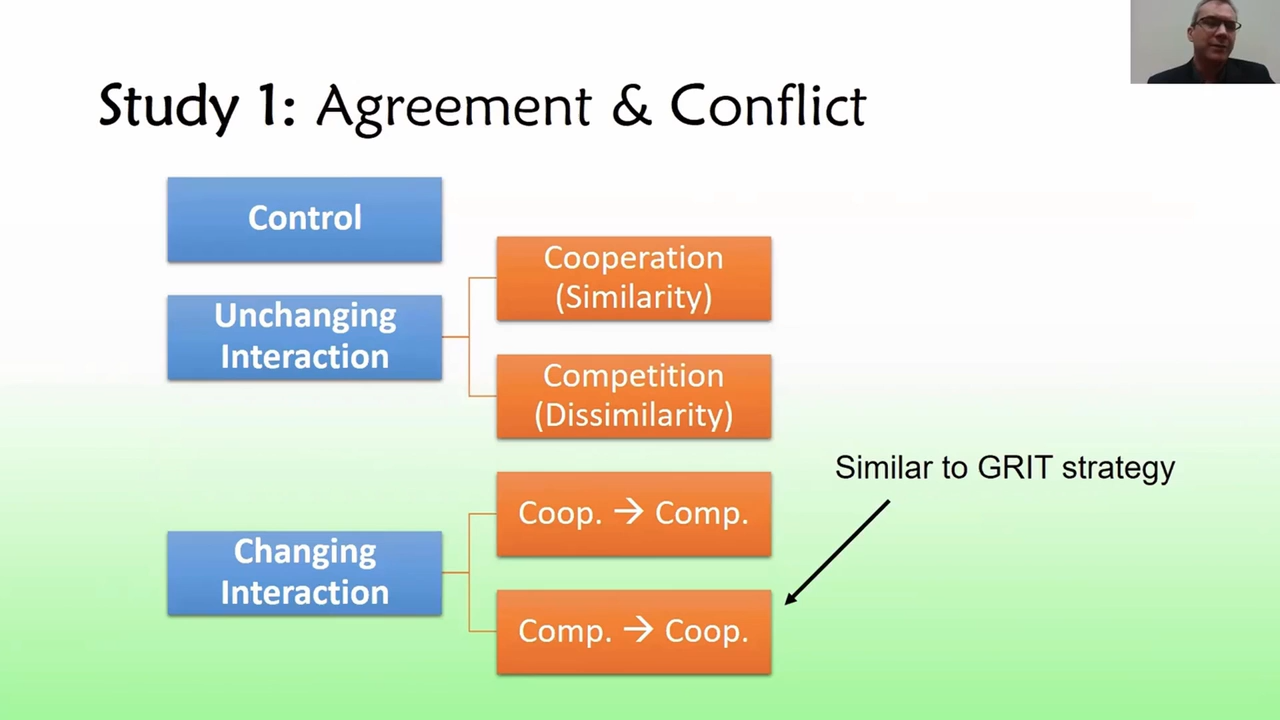 Study 1: Agreement & Conflict
Control
Unchanging
Interaction
Cooperation
(Similarity)
Competition
(Dissimilarity)
Changing
Interaction
Coop. → Comp.
Comp. → Coop.
Similar to GRIT strategy